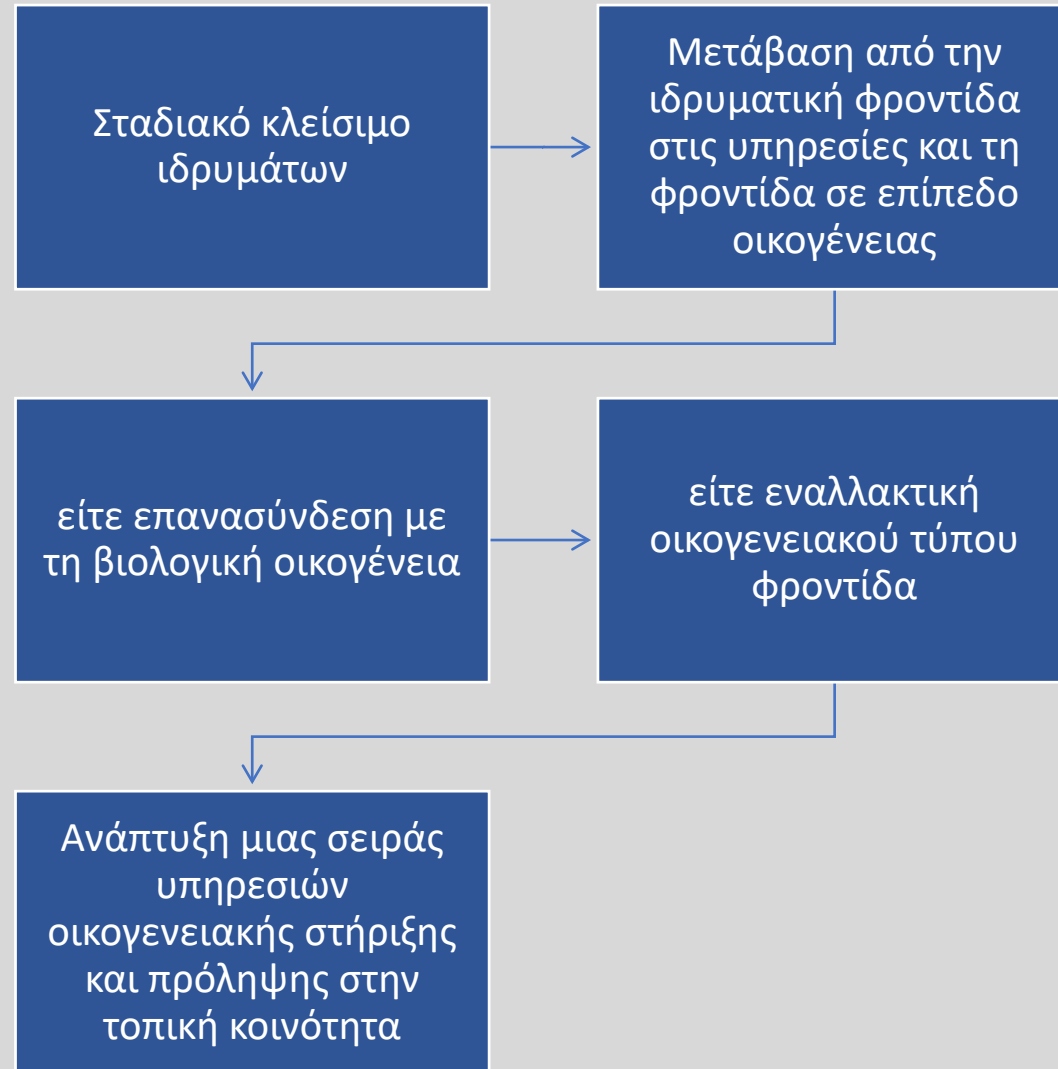 Σταδιακό κλείσιμο
ιδρυμάτων
Μετάβαση από την
ιδρυματική φροντίδα
στις υπηρεσίες και τη
φροντίδα σε επίπεδο
οικογένειας
είτε επανασύνδεση με
τη βιολογική οικογένεια
είτε εναλλακτική
οικογενειακού τύπου
φροντίδα
Ανάπτυξη μιας σειράς
υπηρεσιών
οικογενειακής στήριξης
και πρόληψης στην
τοπική κοινότητα